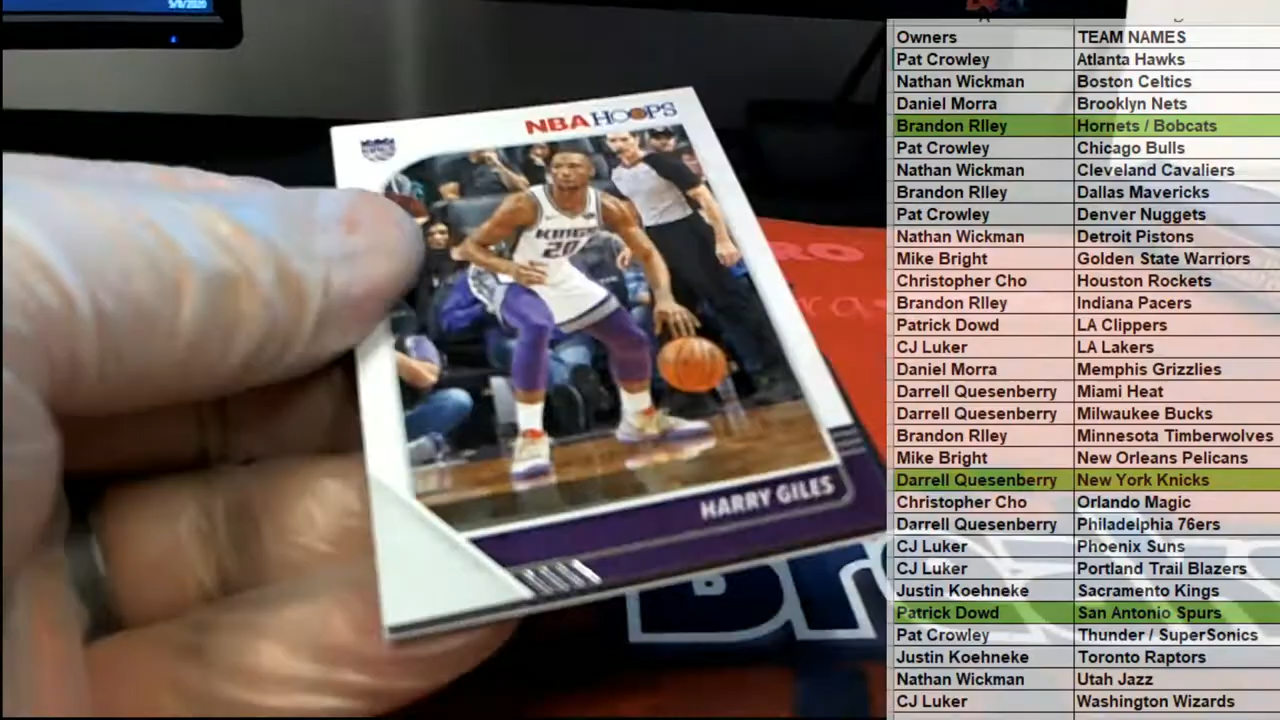 5/8/2020
NBA HOOPS
KINGS
KINGS
20
HARRY GILES
RO
Owners TEAM NAMES
Pat Crowley Atlanta Hawks
Nathan Wickman Boston Celtics
Daniel Morra Brooklyn Nets
Brandon RIley Hornets / Bobcats
Pat Crowley Chicago Bulls
Nathan Wickman Cleveland Cavaliers
Brandon RIley Dallas Mavericks
Pat Crowley Denver Nuggets
Nathan Wickman Detroit Pistons
Mike Bright Golden State Warriors
Christopher Cho Houston Rockets
Brandon RIley Indiana Pacers
Patrick Dowd LA Clippers
CJ Luker LA Lakers
Daniel Morra Memphis Grizzlies
Darrell Quesenberry Miami Heat
Darrell Quesenberry Milwaukee Bucks
Brandon RIley Minnesota Timberwolves
Mike Bright New Orleans Pelicans
Darrell Quesenberry New York Knicks
Christopher Cho Orlando Magic
Darrell Quesenberry Philadelphia 76ers
CJ Luker Phoenix Suns
CJ Luker Portland Trail Blazers
Justin Koehneke Sacramento Kings
Patrick Dowd San Antonio Spurs
Pat Crowley Thunder / SuperSonics
Justin Koehneke Toronto Raptors
Nathan Wickman Utah Jazz
CJ Luker Washington Wizards